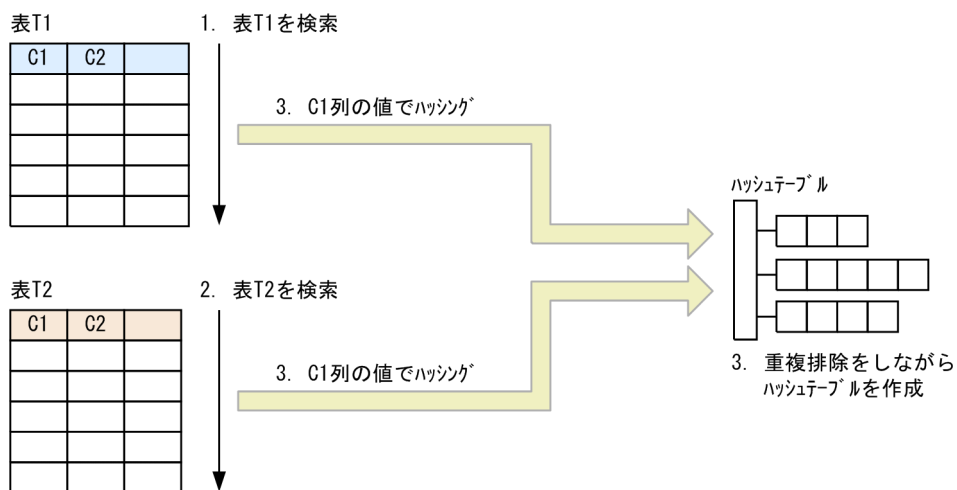 表T1
1. 表T1を検索
C1 C2
3. C1列の値でﾊｯｼﾝｸﾞ
ﾊｯｼｭﾃｰﾌﾞﾙ
表T2
2. 表T2を検索
C1 C2
3. C1列の値でﾊｯｼﾝｸﾞ
3. 重複排除をしながら
ﾊｯｼｭﾃｰﾌﾞﾙを作成